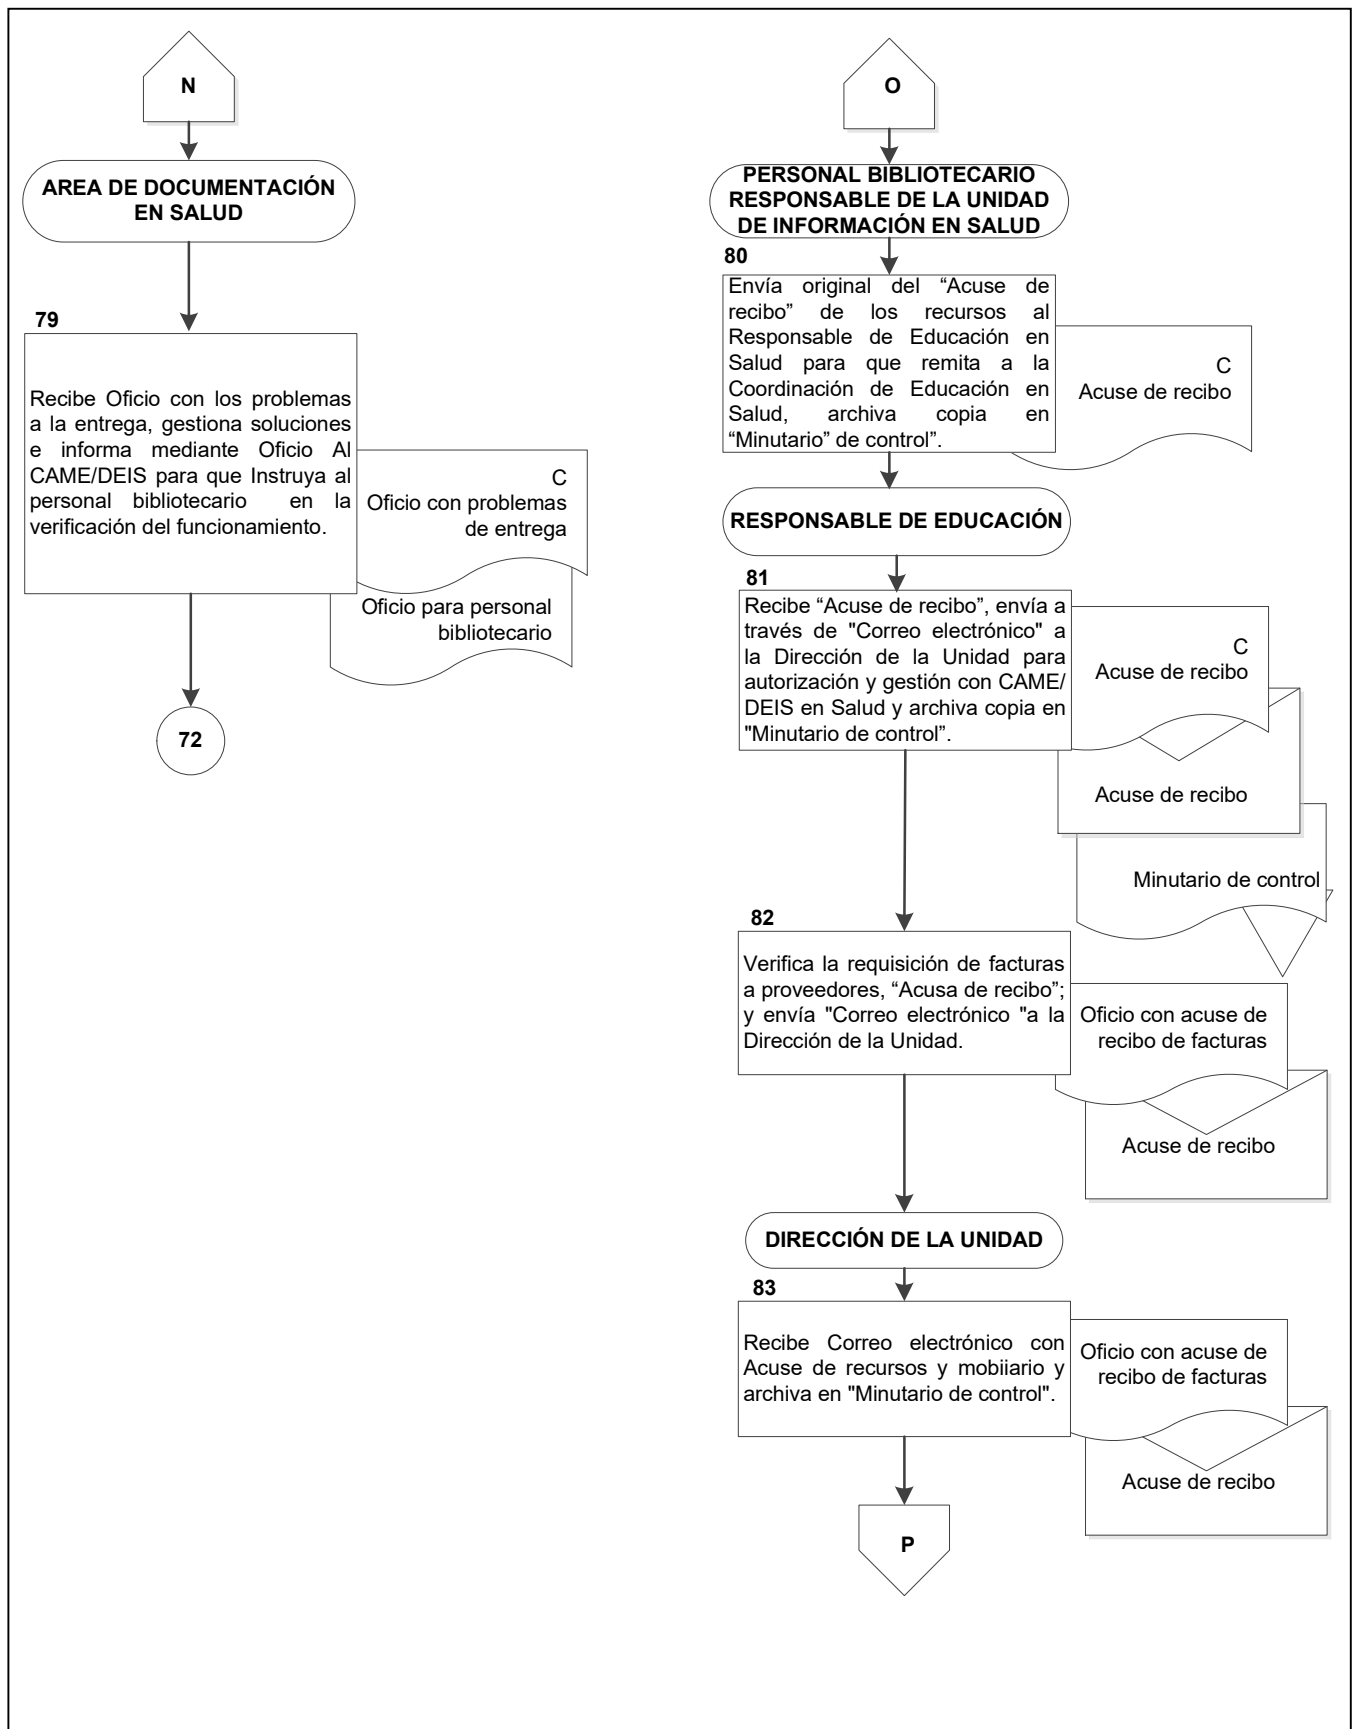 N
AREA DE DOCUMENTACIÓN
EN SALUD
79
Recibe Oficio con los problemas
a la entrega, gestiona soluciones
e informa mediante Oficio Al
CAME/DEIS para que Instruya al
personal bibliotecario en la
verificación del funcionamiento.
C
Oficio con problemas
de entrega
Oficio para personal
bibliotecario
72
O
PERSONAL BIBLIOTECARIO
RESPONSABLE DE LA UNIDAD
DE INFORMACIÓN EN SALUD
80
Envía original del “Acuse de
recibo” de los recursos al
Responsable de Educación en
Salud para que remita a la
Coordinación de Educación en
Salud, archiva copia en
“Minutario” de control”.
C
Acuse de recibo
RESPONSABLE DE EDUCACIÓN
81
Recibe “Acuse de recibo”, envía a
través de "Correo electrónico" a
la Dirección de la Unidad para
autorización y gestión con CAME/
DEIS en Salud y archiva copia en
"Minutario de control”.
C
Acuse de recibo
Acuse de recibo
Minutario de control
82
Verifica la requisición de facturas
a proveedores, “Acusa de recibo”;
y envía "Correo electrónico "a la
Dirección de la Unidad.
Oficio con acuse de
recibo de facturas
Acuse de recibo
DIRECCIÓN DE LA UNIDAD
83
Recibe Correo electrónico con
Acuse de recursos y mobiiario y
archiva en "Minutario de control".
Oficio con acuse de
recibo de facturas
Acuse de recibo
P